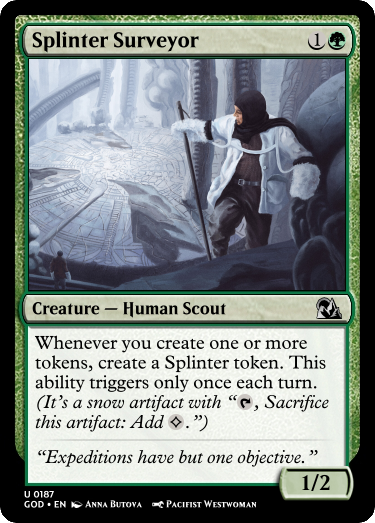 Splinter Surveyor 1
Creature — Human Scout
Whenever you create one or more
tokens, create a Splinter token. This
ability triggers only once each turn.
(It's a snow artifact with “, Sacrifice
this artifact: Add .”)
“Expeditions have but one objective.”
1/2
U 0187
GOD • EN Anna Butova Pacifist Westwoman